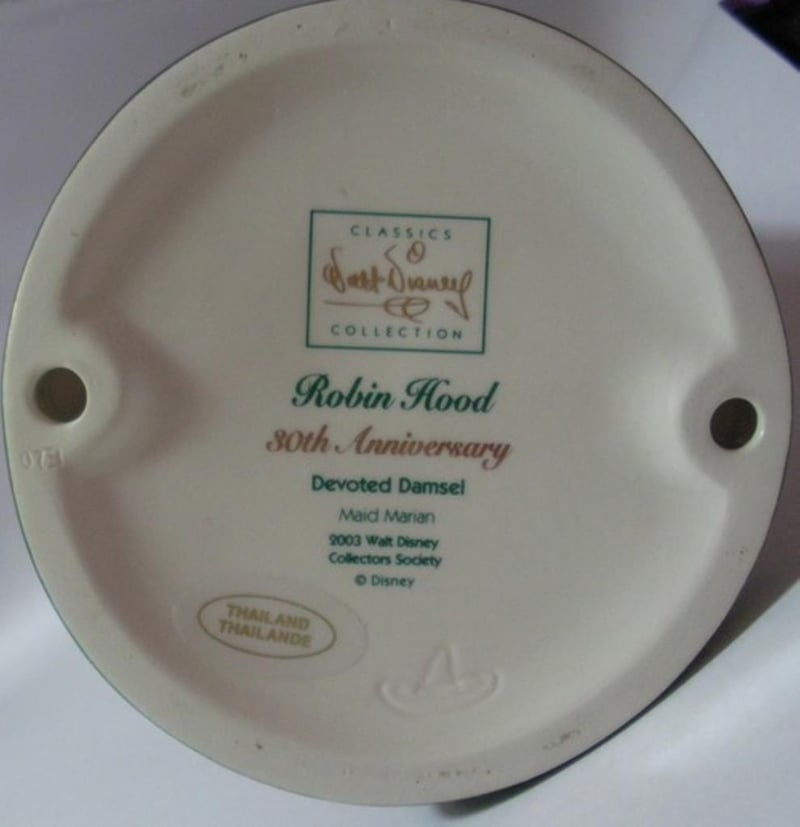 CLASSICS
Walt Disney
COLLECTION
Robin Hood
30th Anniversary
Devoted Damsel
Maid Marian
2003 Walt Disney
Collectors Society
© Disney
THAILAND
THAILANDE